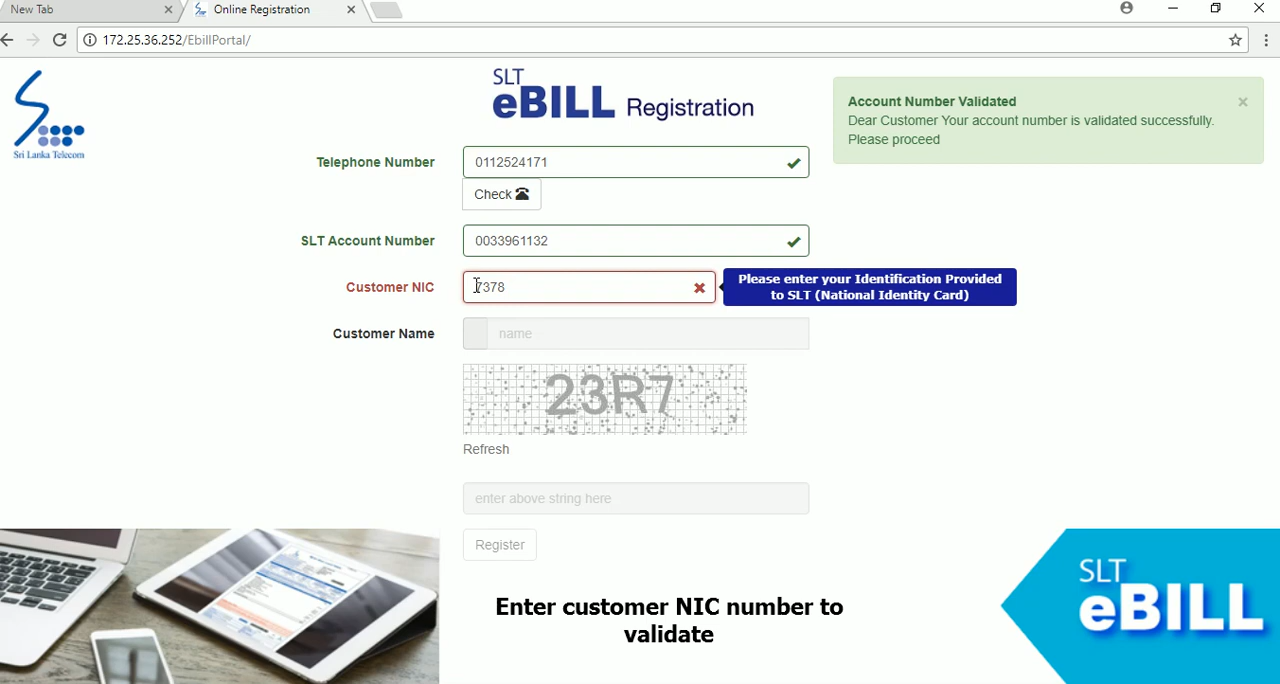 New Tab
Online Registration
172.25.36.252/EbillPortal/
Sri Lanka Telecom
SLT
eBILL Registration
Account Number Validated
Dear Customer Your account number is validated successfully.
Please proceed
Telephone Number
0112524171
Check
SLT Account Number
0033961132
Customer NIC
7378
Please enter your Identification Provided
to SLT (National Identity Card)
Customer Name
name
23R7
Refresh
enter above string here
Register
Enter customer NIC number to
validate
SLT
eBILL